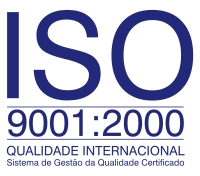 ISO
9001:2000
QUALIDADE INTERNACIONAL
Sistema de Gestão da Qualidade Certificado